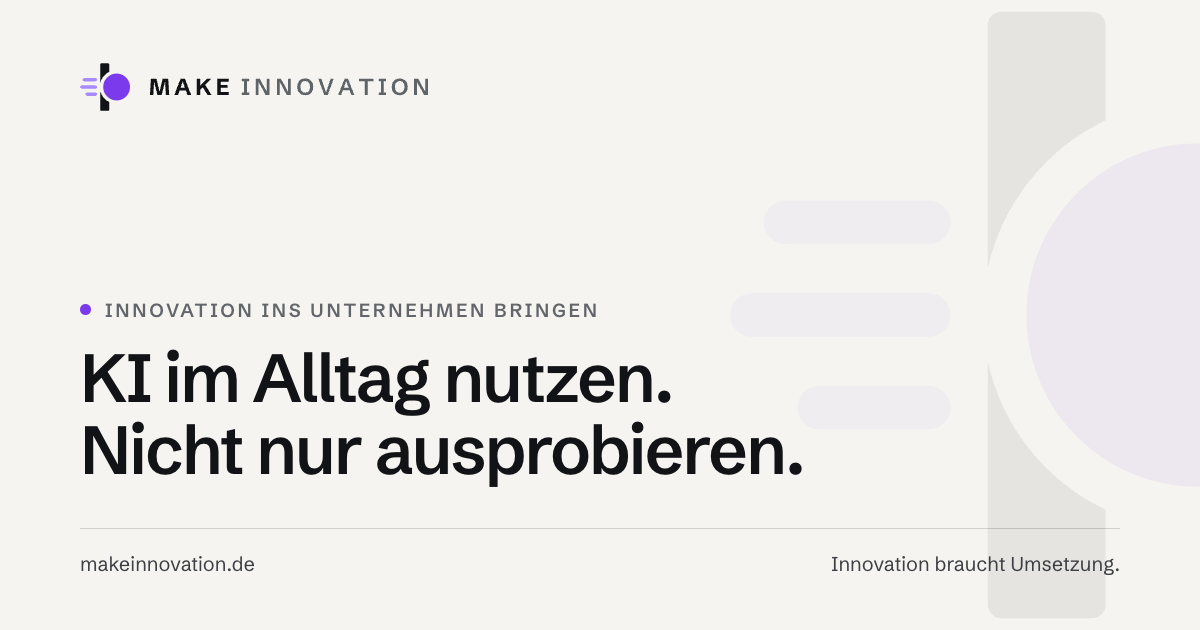 MAKE INNOVATION
INNOVATION INS UNTERNEHMEN BRINGEN
KI im Alltag nutzen.
Nicht nur ausprobieren.
makeinnovation.de
Innovation braucht Umsetzung.